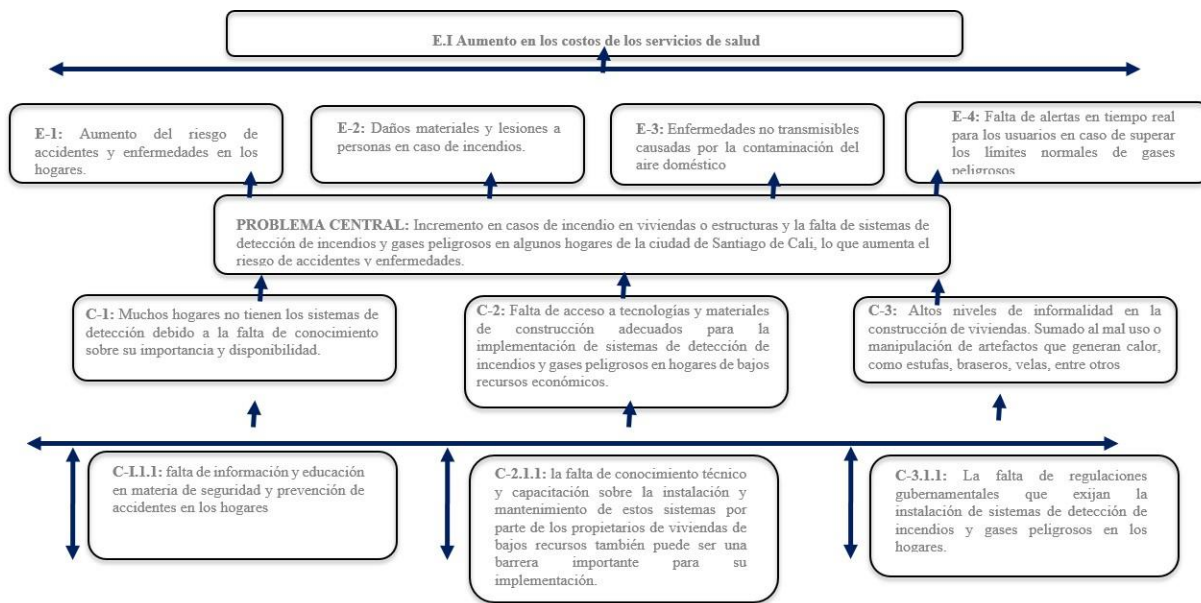 E.I Aumento en los costos de los servicios de salud
E-1: Aumento del riesgo de
accidentes y enfermedades en los
hogares.
E-2: Daños materiales y lesiones a
personas en caso de incendios.
E-3: Enfermedades no transmisibles
causadas por la contaminación del
aire doméstico
E-4: Falta de alertas en tiempo real
para los usuarios en caso de superar
los límites normales de gases
peligrosos
PROBLEMA CENTRAL: Incremento en casos de incendio en viviendas o estructuras y la falta de sistemas de
detección de incendios y gases peligrosos en algunos hogares de la ciudad de Santiago de Cali, lo que aumenta el
riesgo de accidentes y enfermedades.
C-1: Muchos hogares no tienen los sistemas de
detección debido a la falta de conocimiento
sobre su importancia y disponibilidad.
C-2: Falta de acceso a tecnologías y materiales
de construcción adecuados para la
implementación de sistemas de detección de
incendios y gases peligrosos en hogares de bajos
recursos económicos.
C-3: Altos niveles de informalidad en la
construcción de viviendas. Sumado al mal uso o
manipulación de artefactos que generan calor,
como estufas, braseros, velas, entre otros
C-I.1.1: falta de información y educación
en materia de seguridad y prevención de
accidentes en los hogares
C-2.1.1: la falta de conocimiento técnico
y capacitación sobre la instalación y
mantenimiento de estos sistemas por
parte de los propietarios de viviendas de
bajos recursos también puede ser una
barrera importante para su
implementación.
C-3.1.1: La falta de regulaciones
gubernamentales que exijan la
instalación de sistemas de detección de
incendios y gases peligrosos en los
hogares.